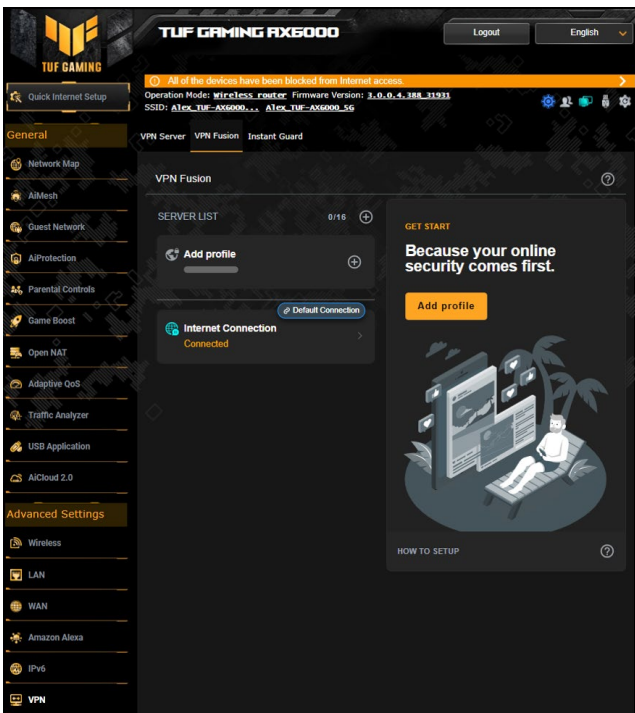 TUF GAMING AX6000
Logout
English
TUF GAMING
Quick Internet Setup
All of the devices have been blocked from Internet access.
Operation Mode: Wireless router Firmware Version: 3.0.0.4.388_31931
SSID: Alex_TUF-AX6000... Alex_TUF-AX6000_5G
General
Network Map
AiMesh
Guest Network
AiProtection
Parental Controls
Game Boost
Open NAT
Adaptive QoS
Traffic Analyzer
USB Application
AiCloud 2.0
Advanced Settings
Wireless
LAN
WAN
Amazon Alexa
IPv6
VPN
VPN Server VPN Fusion Instant Guard
VPN Fusion
SERVER LIST 0/16
Add profile
Default Connection
Internet Connection
Connected
GET START
Because your online
security comes first.
Add profile
HOW TO SETUP